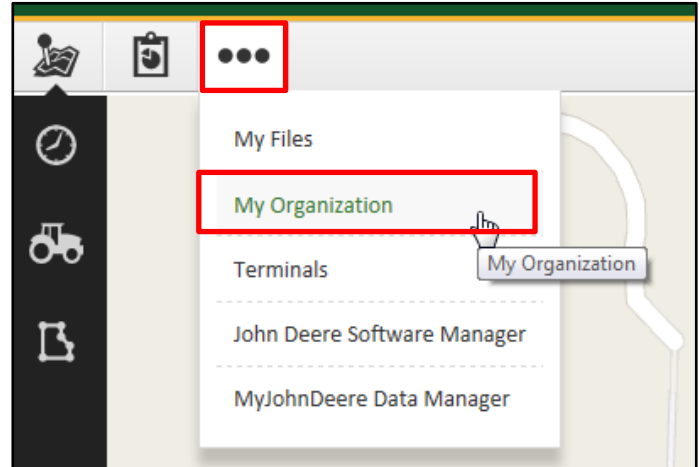 My Files
My Organization
My Organization
Terminals
John Deere Software Manager
MyJohnDeere Data Manager